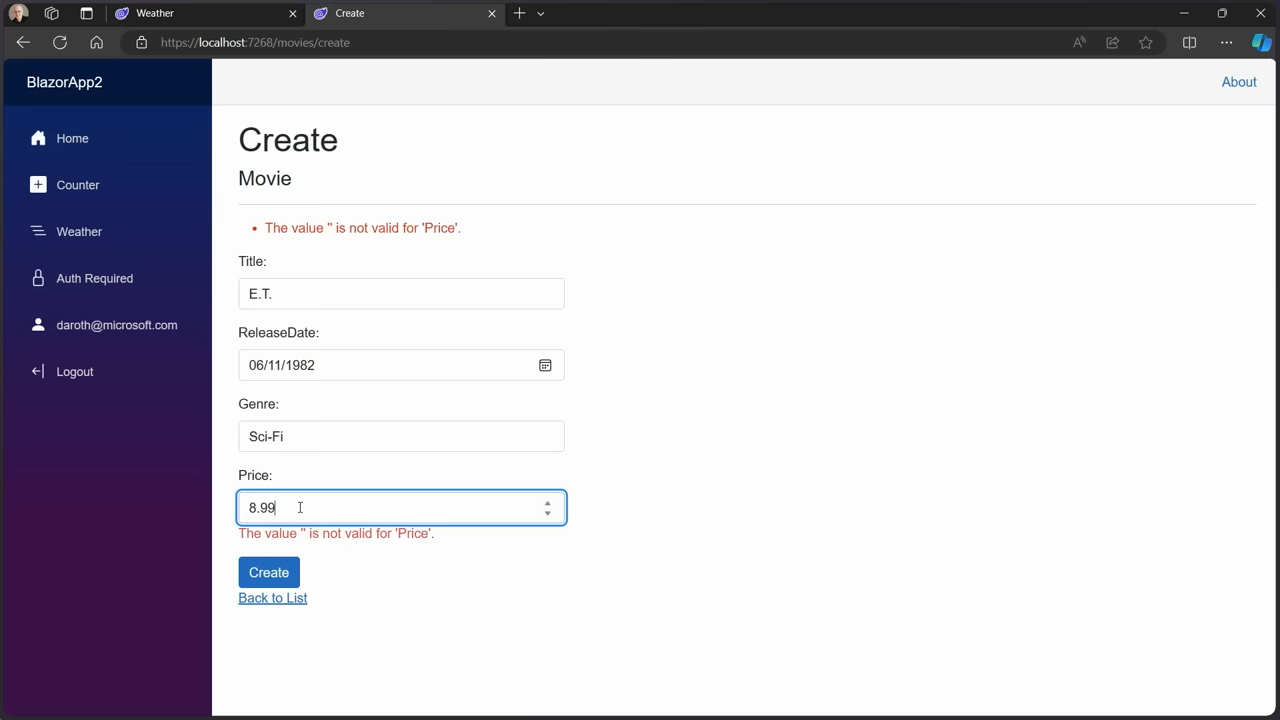 Weather
Create
https://localhost:7268/movies/create
BlazorApp2
About
Home
Counter
Weather
Auth Required
daroth@microsoft.com
Logout
Create
Movie
• The value '' is not valid for 'Price'.
Title:
E.T.
ReleaseDate:
06/11/1982
Genre:
Sci-Fi
Price:
8.99
The value '' is not valid for 'Price'.
Create
Back to List